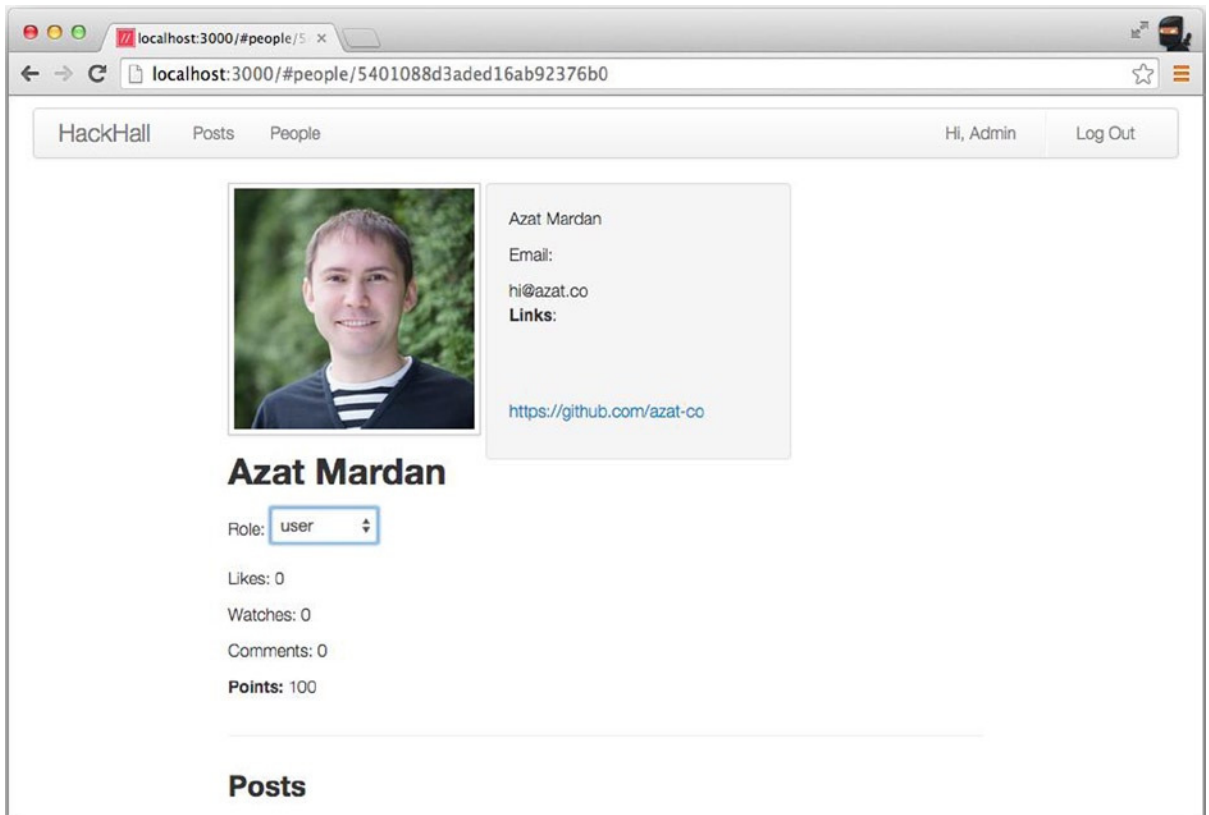 localhost:3000/#people/5
localhost:3000/#people/5401088d3aded16ab92376b0
HackHall Posts People Hi, Admin Log Out
Azat Mardan
Email:
hi@azat.co
Links:
https://github.com/azat-co
Azat Mardan
Role: user
Likes: 0
Watches: 0
Comments: 0
Points: 100
Posts